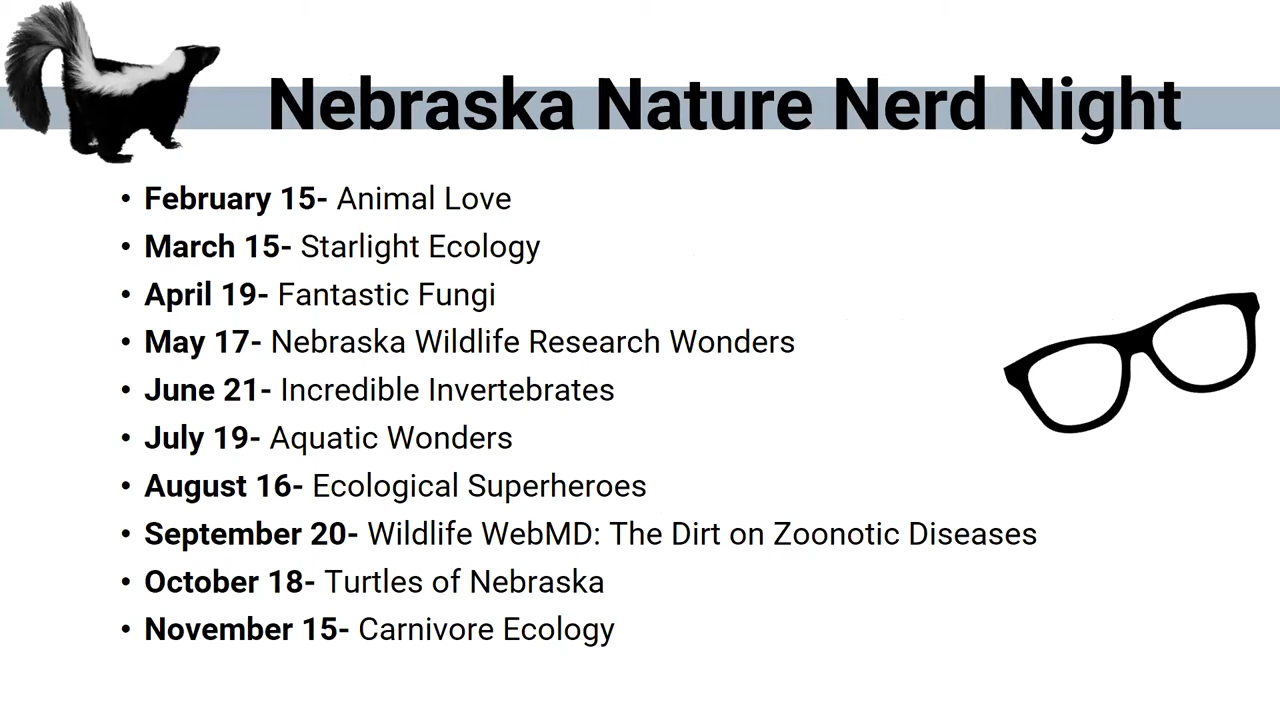 Nebraska Nature Nerd Night
• February 15- Animal Love
• March 15- Starlight Ecology
• April 19- Fantastic Fungi
• May 17- Nebraska Wildlife Research Wonders
• June 21- Incredible Invertebrates
• July 19- Aquatic Wonders
• August 16- Ecological Superheroes
• September 20- Wildlife WebMD: The Dirt on Zoonotic Diseases
• October 18- Turtles of Nebraska
• November 15- Carnivore Ecology